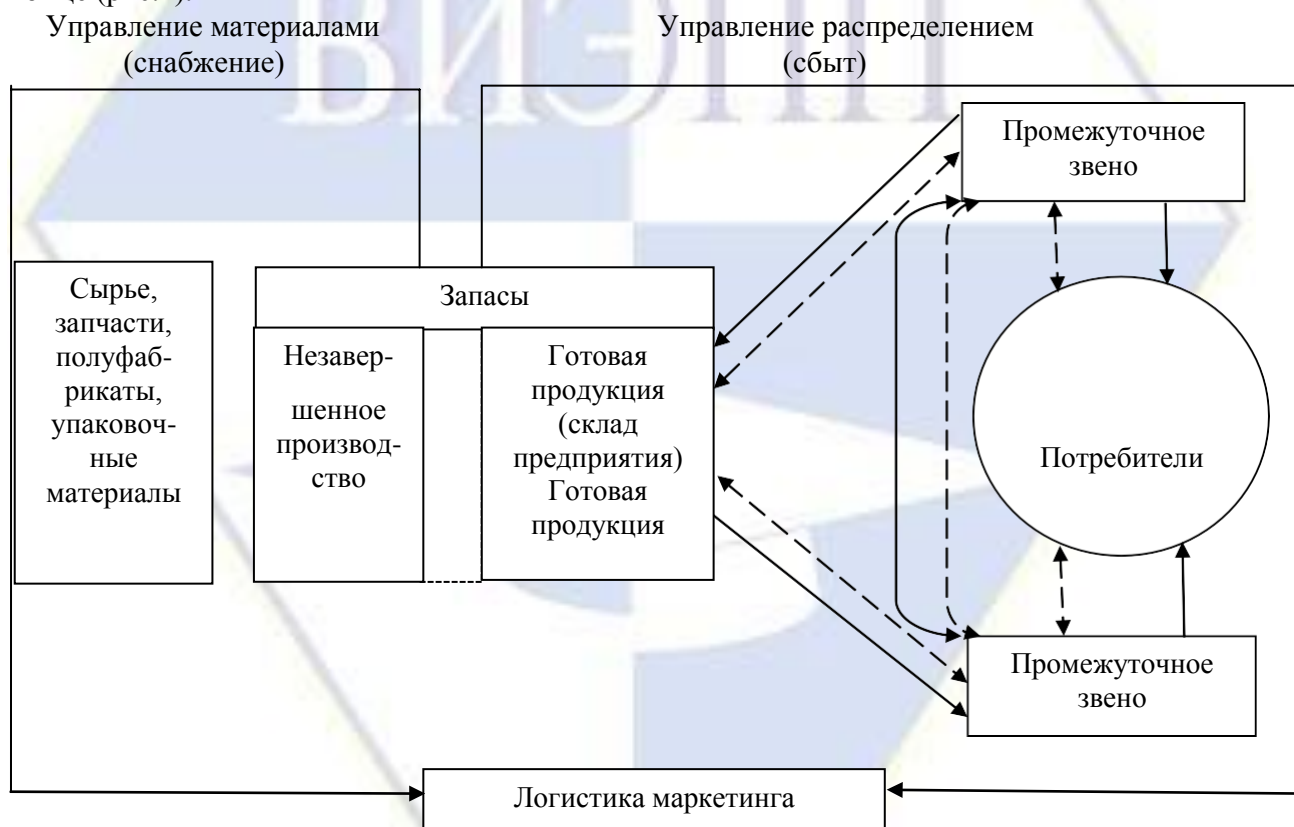 Управление материалами
(снабжение)
Управление распределением
(сбыт)
ВИЭПП
Промежуточное
звено
Сырье,
запчасти,
полуфаб-
рикаты,
упаковоч-
ные
материалы
Запасы
Незавер-
шенное
производ-
ство
Готовая
продукция
(склад
предприятия)
Готовая
продукция
Потребители
Промежуточное
звено
Логистика маркетинга